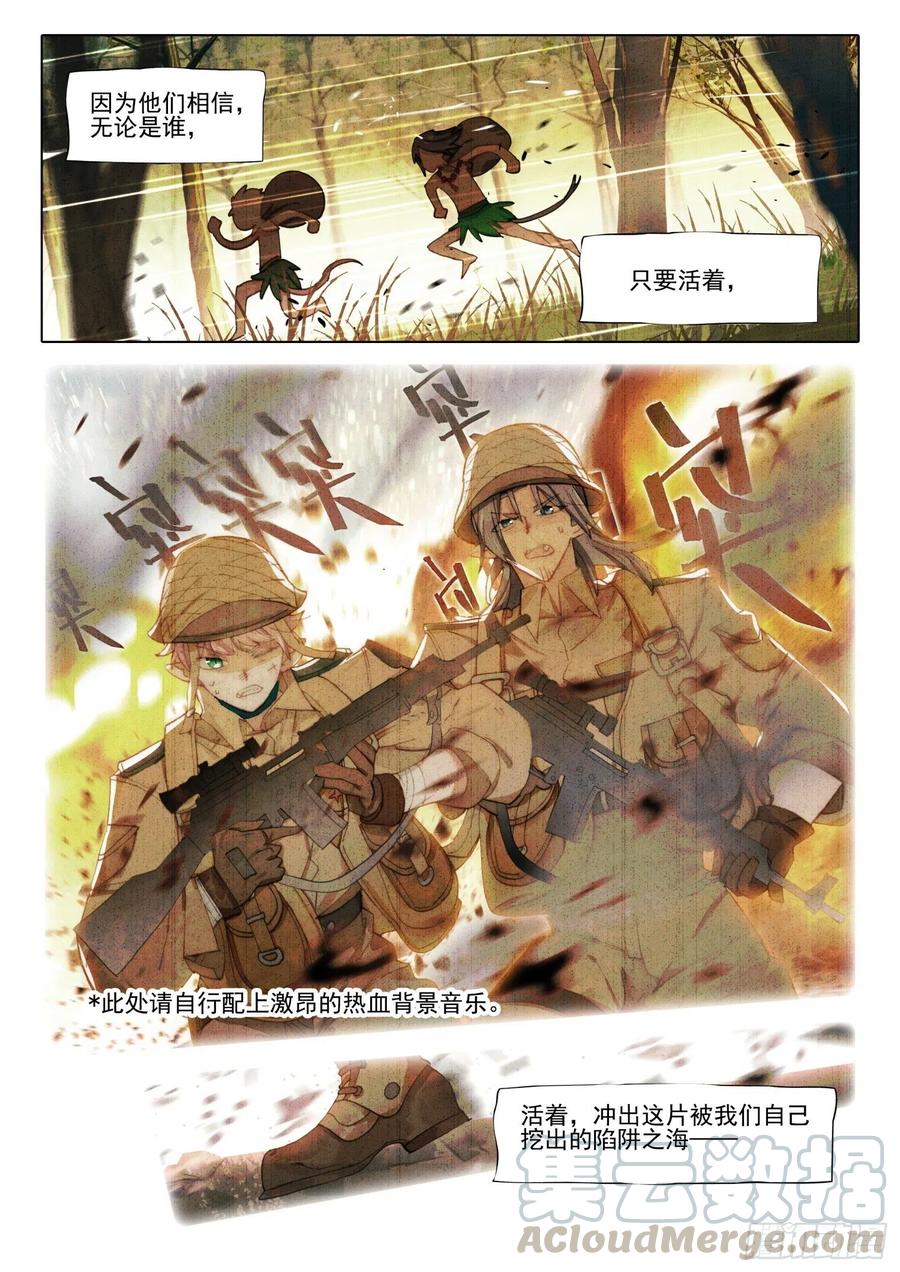 因为他们相信，
无论是谁，
只要活着，
突
突
突
突
突
突
突
*此处请自行配上激昂的热血背景音乐。
活着，冲出这片被我们自己
挖出的陷阱之海——
集云数据
acloudmerge.com